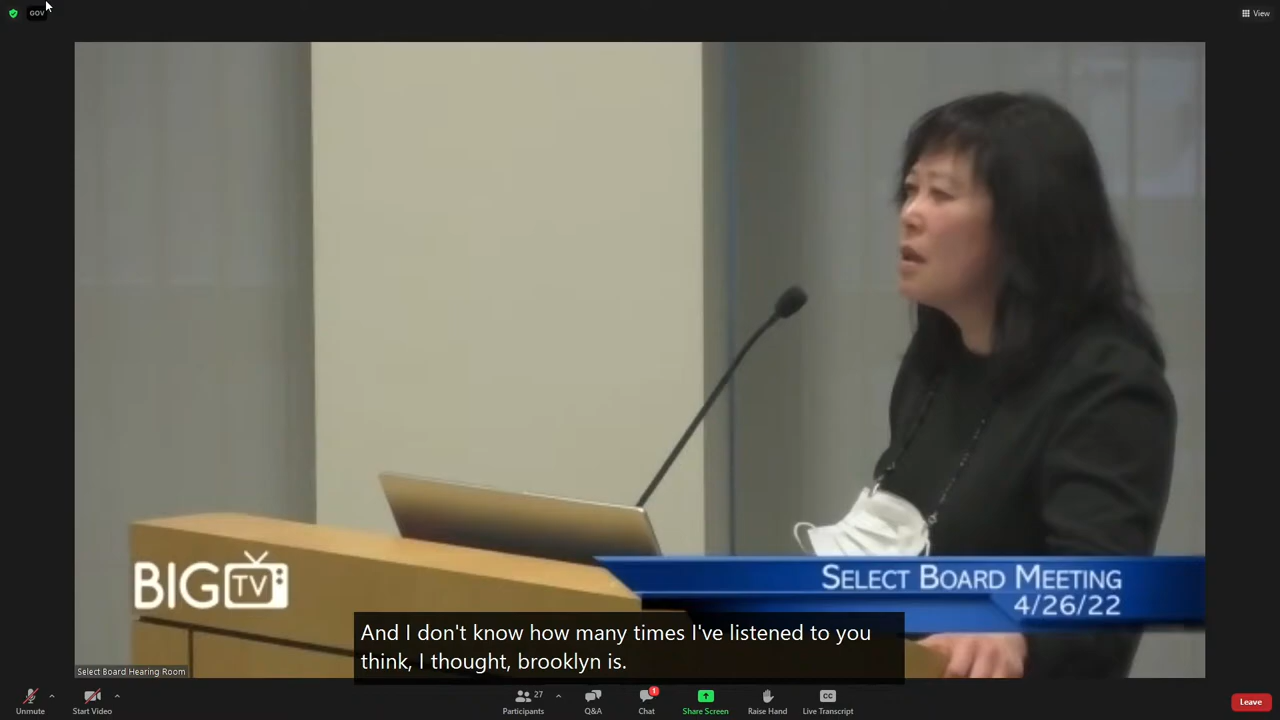 GOV
View
BIG TV
SELECT BOARD MEETING
4/26/22
And I don't know how many times I've listened to you
think, I thought, brooklyn is.
Select Board Hearing Room
Unmute
Start Video
27
Participants
Q&A
1
Chat
Share Screen
Raise Hand
CC
Live Transcript
Leave